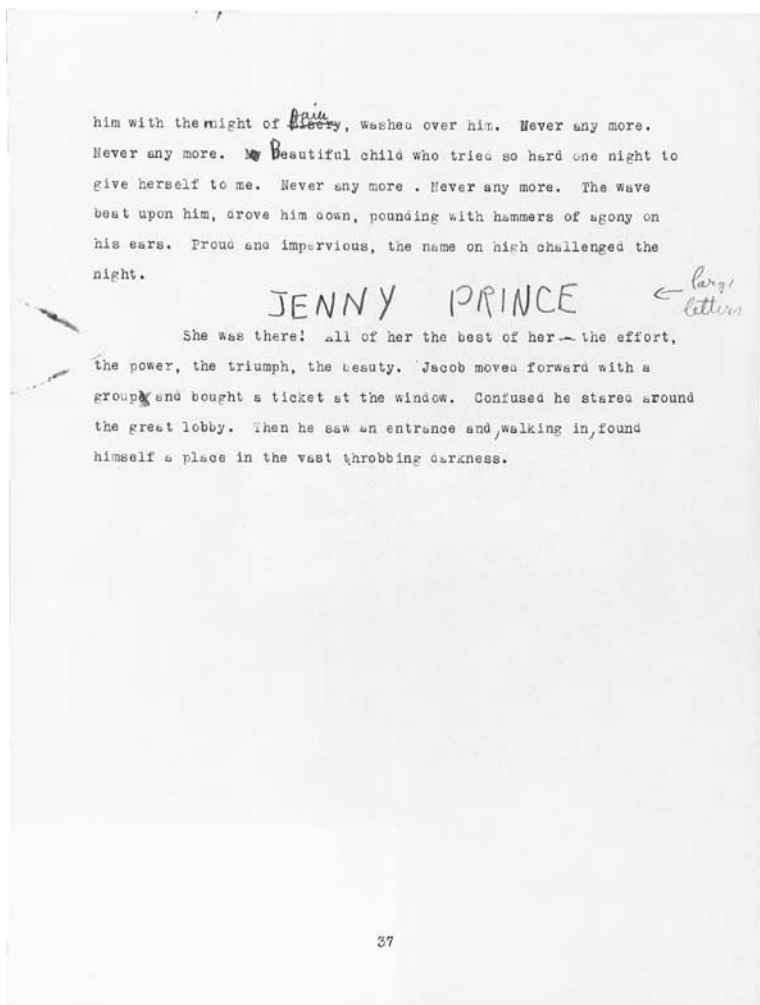 him with the might of pain, washed over him. Never any more.
Never any more. Beautiful child who tried so hard one night to
give herself to me. Never any more . Never any more. The wave
beat upon him, drove him down, pounding with hammers of agony on
his ears. Proud and impervious, the name on high challenged the
night.
JENNY PRINCE
← large letters
She was there! All of her the best of her — the effort,
the power, the triumph, the beauty. Jacob moved forward with a
group and bought a ticket at the window. Confused he stared around
the great lobby. Then he saw an entrance and, walking in, found
himself a place in the vast throbbing darkness.
37